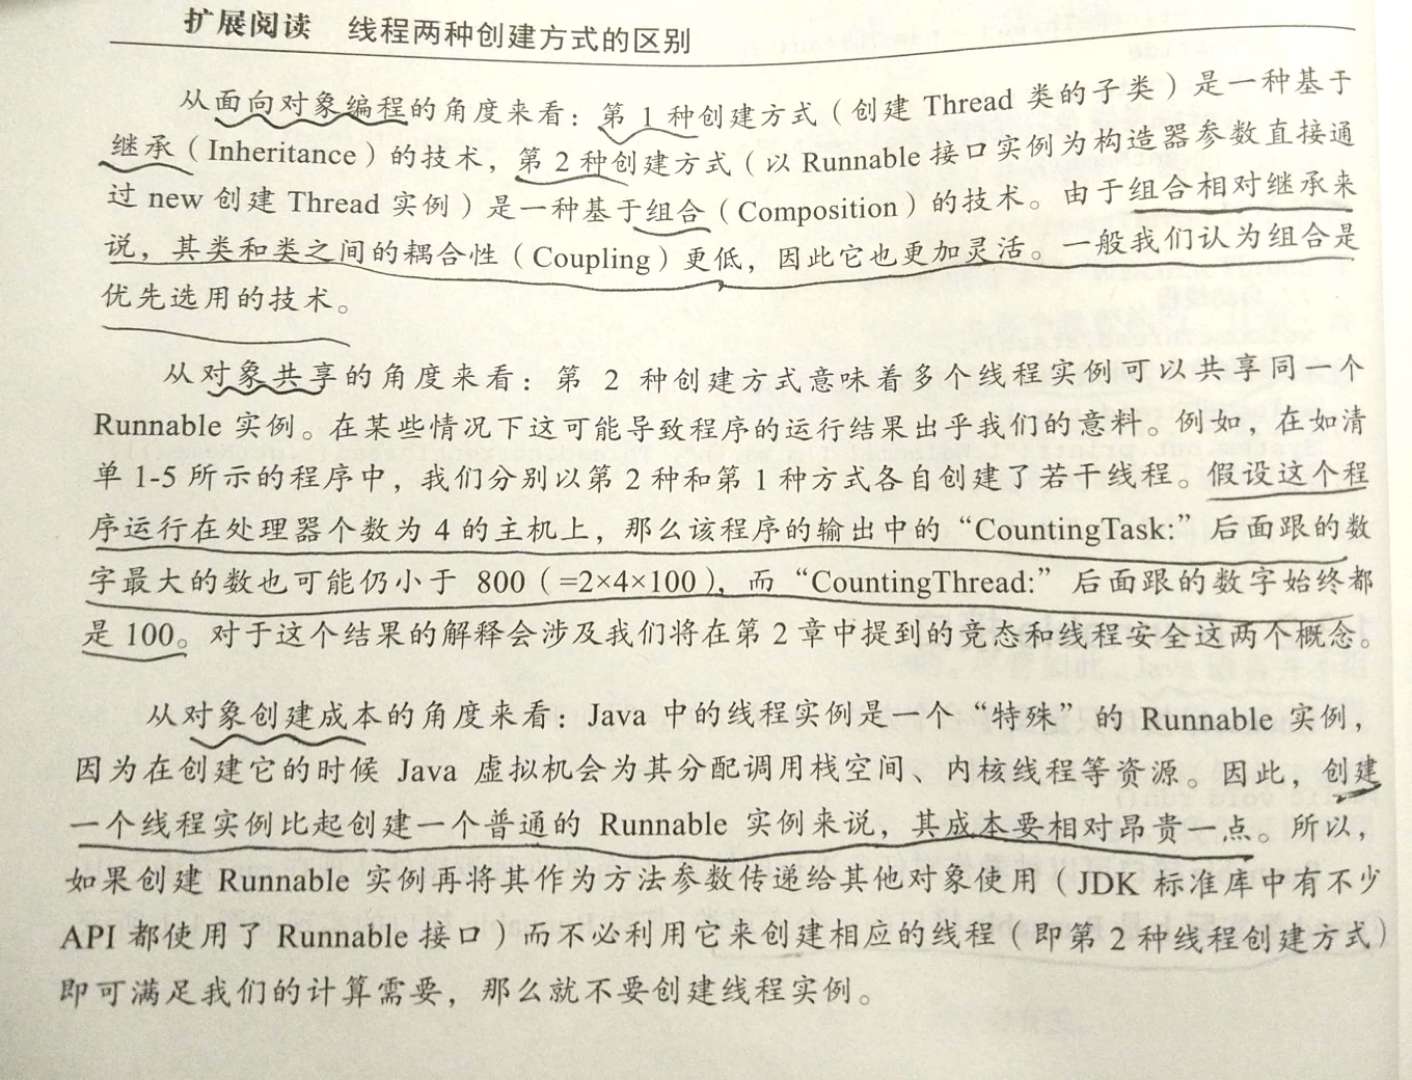 扩展阅读 线程两种创建方式的区别
从面向对象编程的角度来看：第 1 种创建方式（创建 Thread 类的子类）是一种基于
继承（Inheritance）的技术，第 2 种创建方式（以 Runnable 接口实例为构造器参数直接通
过 new 创建 Thread 实例）是一种基于组合（Composition）的技术。由于组合相对继承来
说，其类和类之间的耦合性（Coupling）更低，因此它也更加灵活。一般我们认为组合是
优先选用的技术。
从对象共享的角度来看：第 2 种创建方式意味着多个线程实例可以共享同一个
Runnable 实例。在某些情况下这可能导致程序的运行结果出乎我们的意料。例如，在如清
单 1-5 所示的程序中，我们分别以第 2 种和第 1 种方式各自创建了若干线程。假设这个程
序运行在处理器个数为 4 的主机上，那么该程序的输出中的“CountingTask:”后面跟的数
字最大的数也可能仍小于 800（=2×4×100），而“CountingThread:”后面跟的数字始终都
是 100。对于这个结果的解释会涉及我们将在第 2 章中提到的竞态和线程安全这两个概念。
从对象创建成本的角度来看：Java 中的线程实例是一个“特殊”的 Runnable 实例，
因为在创建它的时候 Java 虚拟机会为其分配调用栈空间、内核线程等资源。因此，创建
一个线程实例比起创建一个普通的 Runnable 实例来说，其成本要相对昂贵一点。所以，
如果创建 Runnable 实例再将其作为方法参数传递给其他对象使用（JDK 标准库中有不少
API 都使用了 Runnable 接口）而不必利用它来创建相应的线程（即第 2 种线程创建方式）
即可满足我们的计算需要，那么就不要创建线程实例。